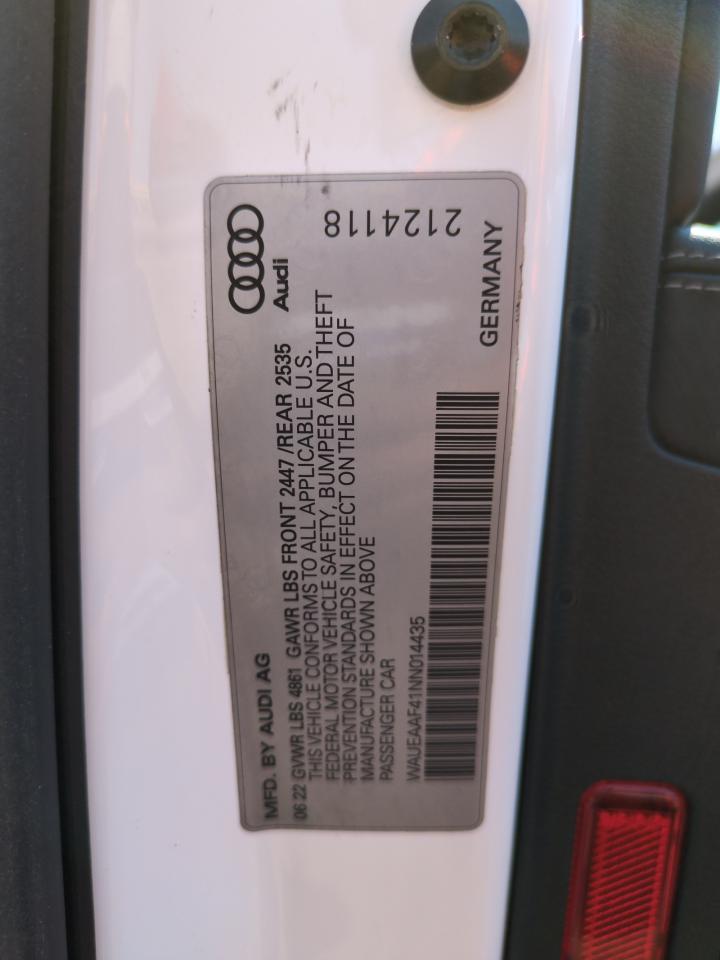 MFD. BY AUDI AG
Audi
06 22 GVWR LBS 4861 GAWR LBS FRONT 2447 /REAR 2535
THIS VEHICLE CONFORMS TO ALL APPLICABLE U.S.
FEDERAL MOTOR VEHICLE SAFETY, BUMPER AND THEFT
PREVENTION STANDARDS IN EFFECT ON THE DATE OF
MANUFACTURE SHOWN ABOVE
PASSENGER CAR
WAUEAAF41NN014435
GERMANY
2124118